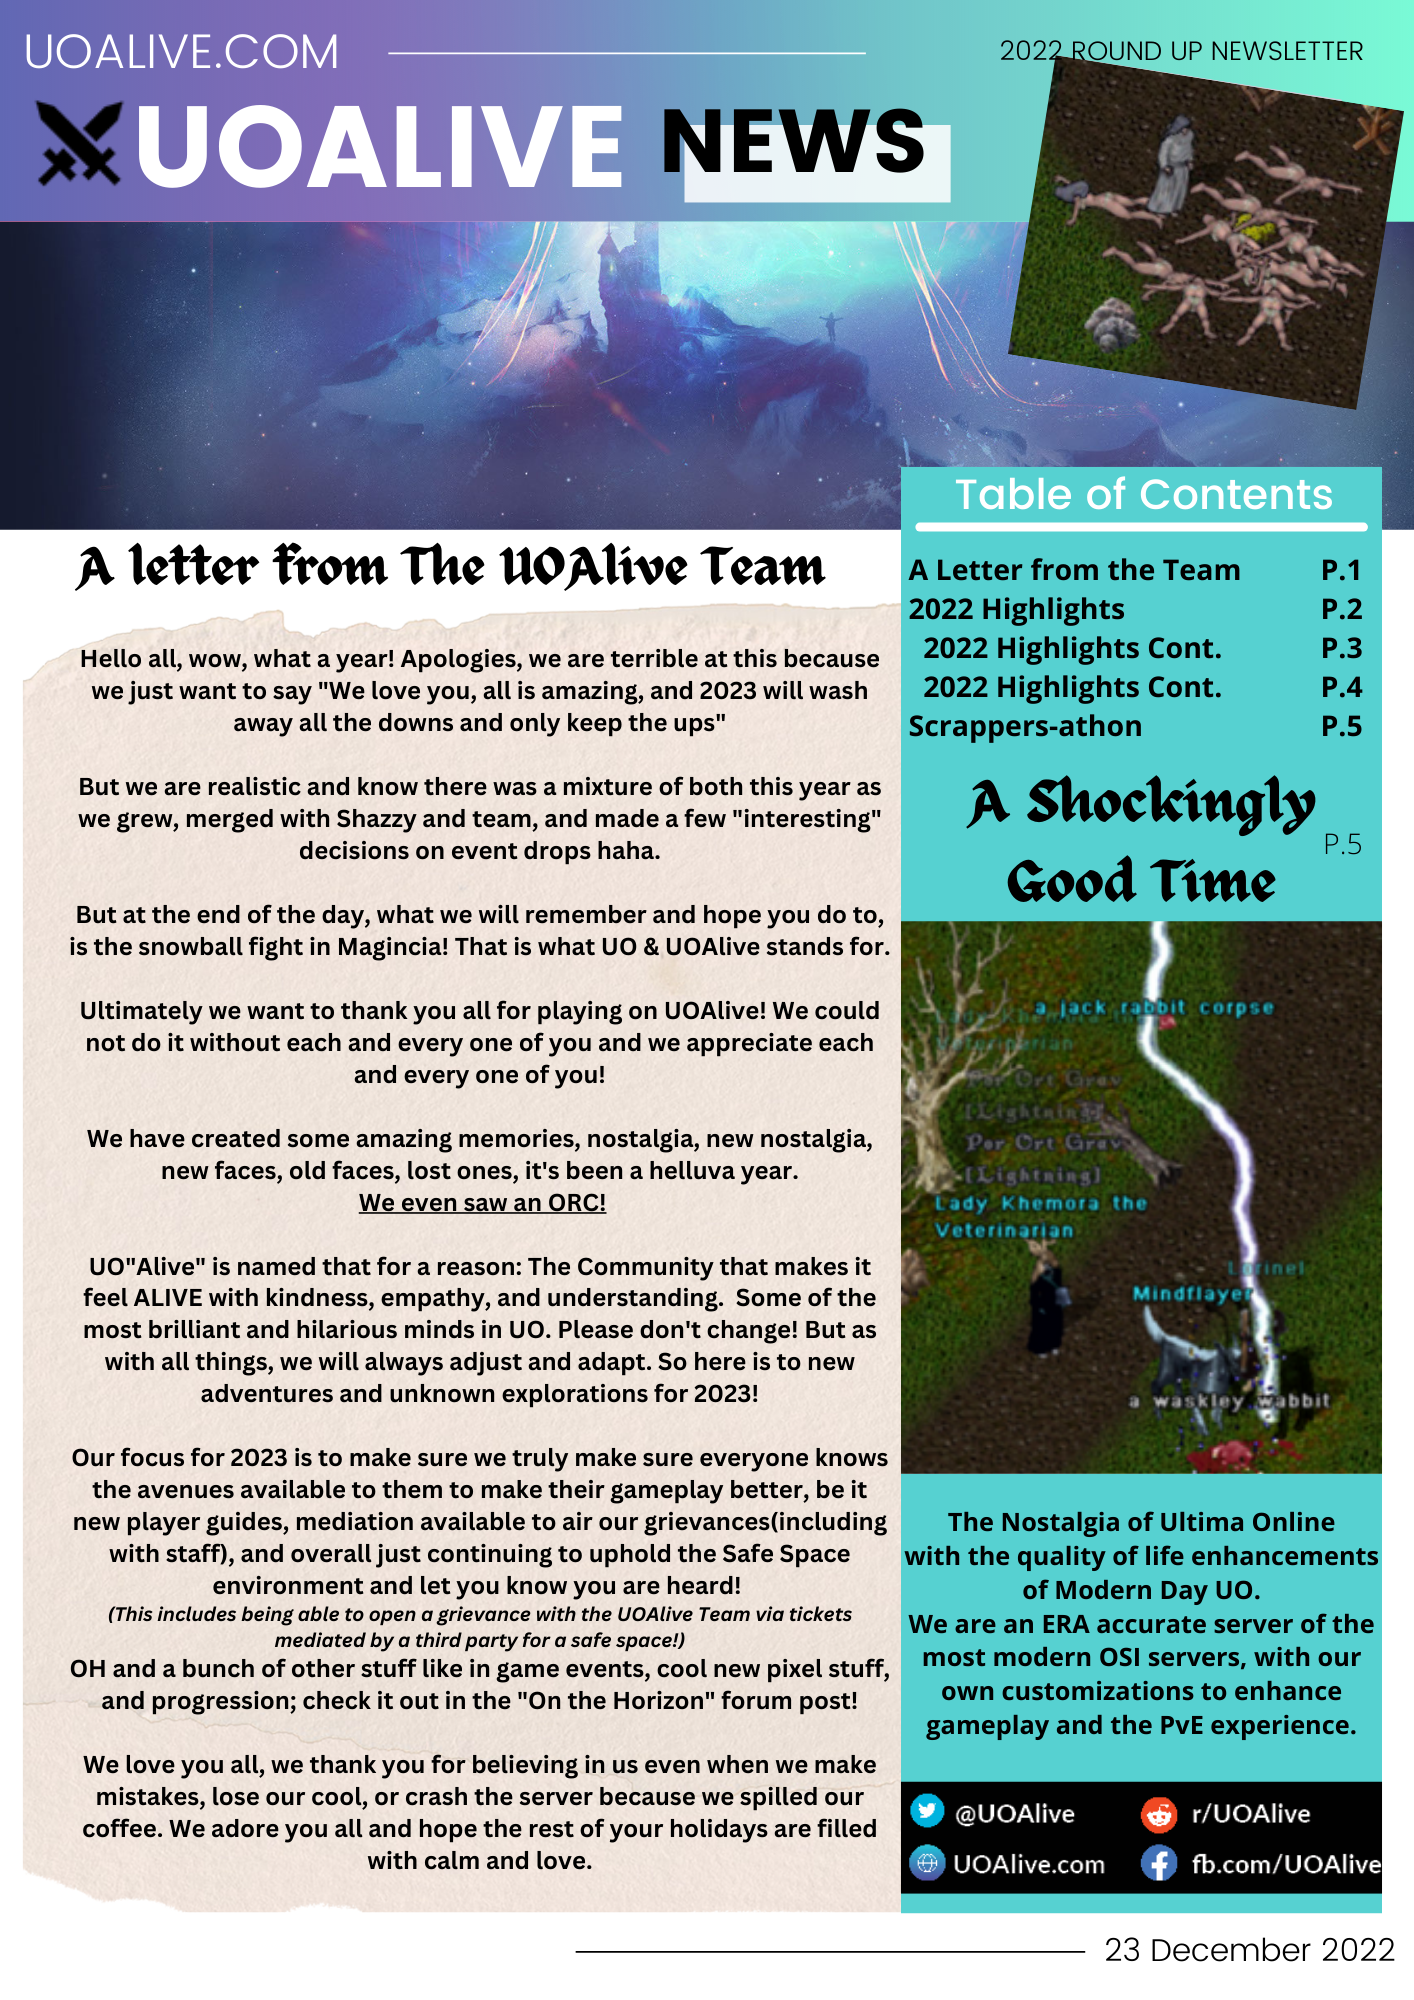 UOALIVE.COM
2022 ROUND UP NEWSLETTER
UOALIVE NEWS
A letter from The UOAlive Team
Hello all, wow, what a year! Apologies, we are terrible at this because
we just want to say "We love you, all is amazing, and 2023 will wash
away all the downs and only keep the ups"
But we are realistic and know there was a mixture of both this year as
we grew, merged with Shazzy and team, and made a few "interesting"
decisions on event drops haha.
But at the end of the day, what we will remember and hope you do to,
is the snowball fight in Magincia! That is what UO & UOAlive stands for.
Ultimately we want to thank you all for playing on UOAlive! We could
not do it without each and every one of you and we appreciate each
and every one of you!
We have created some amazing memories, nostalgia, new nostalgia,
new faces, old faces, lost ones, it's been a helluva year.
We even saw an ORC!
UO"Alive" is named that for a reason: The Community that makes it
feel ALIVE with kindness, empathy, and understanding. Some of the
most brilliant and hilarious minds in UO. Please don't change! But as
with all things, we will always adjust and adapt. So here is to new
adventures and unknown explorations for 2023!
Our focus for 2023 is to make sure we truly make sure everyone knows
the avenues available to them to make their gameplay better, be it
new player guides, mediation available to air our grievances(including
with staff), and overall just continuing to uphold the Safe Space
environment and let you know you are heard!
(This includes being able to open a grievance with the UOAlive Team via tickets
mediated by a third party for a safe space!)
OH and a bunch of other stuff like in game events, cool new pixel stuff,
and progression; check it out in the "On the Horizon" forum post!
We love you all, we thank you for believing in us even when we make
mistakes, lose our cool, or crash the server because we spilled our
coffee. We adore you all and hope the rest of your holidays are filled
with calm and love.
Table of Contents
A Letter from the Team P.1
2022 Highlights P.2
2022 Highlights Cont. P.3
2022 Highlights Cont. P.4
Scrappers-athon P.5
A Shockingly
Good Time P.5
a jack rabbit corpse
Lady Khemora the
Veterinarian
Por Ort Grav
[Lightning]
Por Ort Grav
[Lightning]
Lady Khemora the
Veterinarian
Lorinel
Mindflayer
a waskley wabbit
The Nostalgia of Ultima Online
with the quality of life enhancements
of Modern Day UO.
We are an ERA accurate server of the
most modern OSI servers, with our
own customizations to enhance
gameplay and the PvE experience.
@UOAlive r/UOAlive
UOAlive.com fb.com/UOAlive
23 December 2022